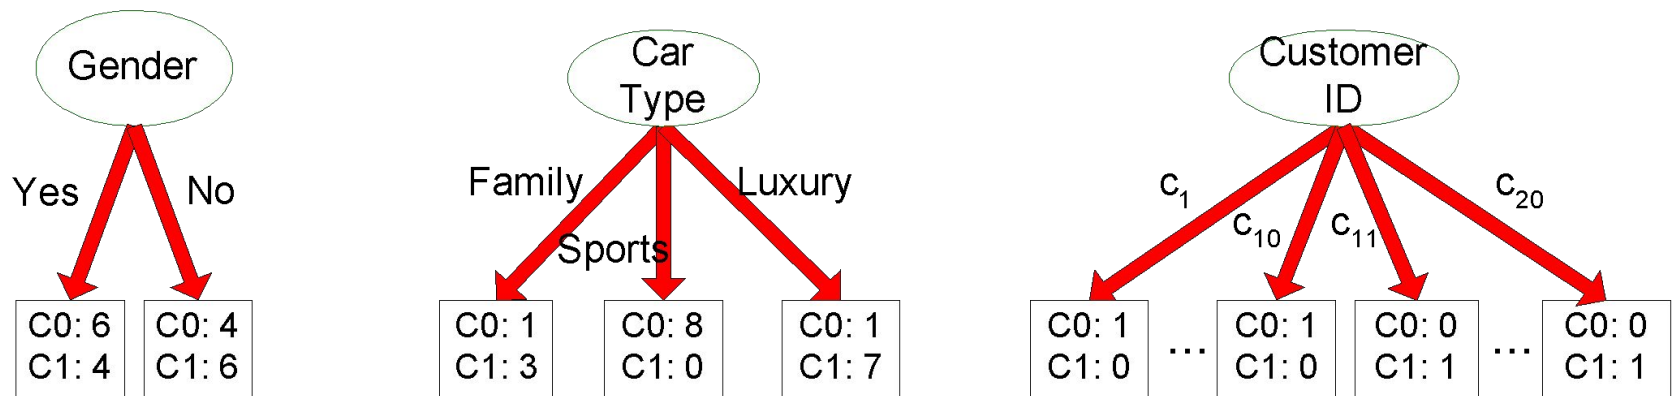 Gender
Yes
No
C0: 6
C1: 4
C0: 4
C1: 6
Car
Type
Family
Sports
Luxury
C0: 1
C1: 3
C0: 8
C1: 0
C0: 1
C1: 7
Customer
ID
c1
c10
c11
c20
C0: 1
C1: 0
...
C0: 1
C1: 0
C0: 0
C1: 1
...
C0: 0
C1: 1